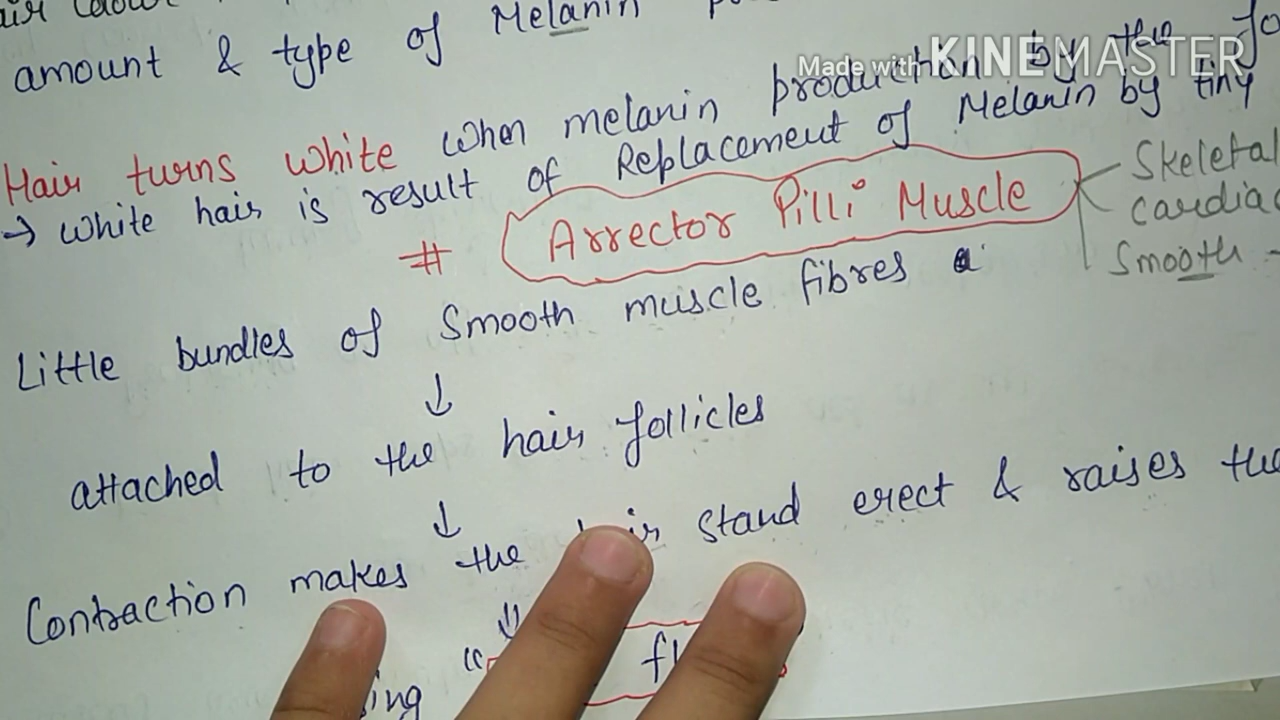 amount & type of Melanin
Made with KINEMASTER
Hair turns white when melanin production by the
→ White hair is result of Replacement of Melanin by tiny
# Arrector Pilli Muscle
Skeletal
Cardiac
Smooth
Little bundles of Smooth muscle fibres a
↓
attached to the hair follicles
↓
Contraction makes the stand erect & raises the